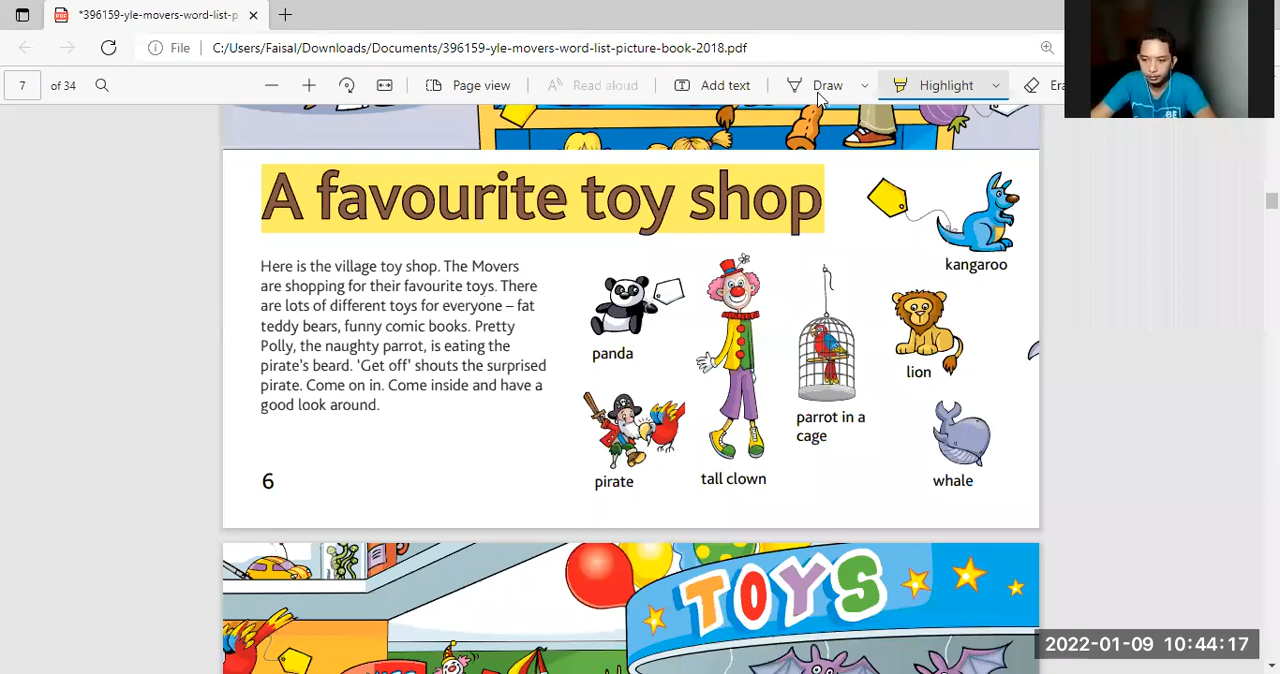 *396159-yle-movers-word-list-p
File
C:/Users/Faisal/Downloads/Documents/396159-yle-movers-word-list-picture-book-2018.pdf
7
of 34
Page view
Read aloud
Add text
Draw
Highlight
Era
A favourite toy shop
Here is the village toy shop. The Movers
are shopping for their favourite toys. There
are lots of different toys for everyone – fat
teddy bears, funny comic books. Pretty
Polly, the naughty parrot, is eating the
pirate's beard. 'Get off' shouts the surprised
pirate. Come on in. Come inside and have a
good look around.
6
panda
pirate
tall clown
parrot in a
cage
kangaroo
lion
whale
TOYS
2022-01-09 10:44:17